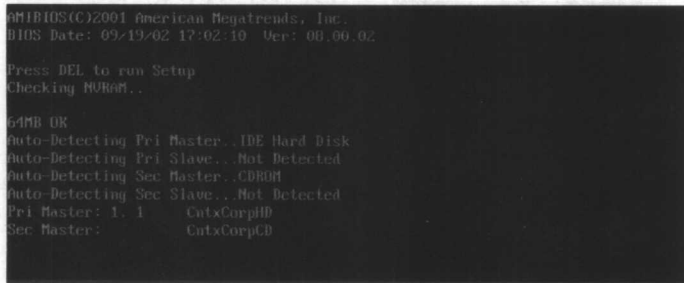 AMIBIOS(C)2001 American Megatrends, Inc.
BIOS Date: 09/19/02 17:02:10 Ver: 08.00.02
Press DEL to run Setup
Checking NVRAM..
64MB OK
Auto-Detecting Pri Master..IDE Hard Disk
Auto-Detecting Pri Slave...Not Detected
Auto-Detecting Sec Master..CDROM
Auto-Detecting Sec Slave...Not Detected
Pri Master: 1. 1 CntxCorpHD
Sec Master: CntxCorpCD